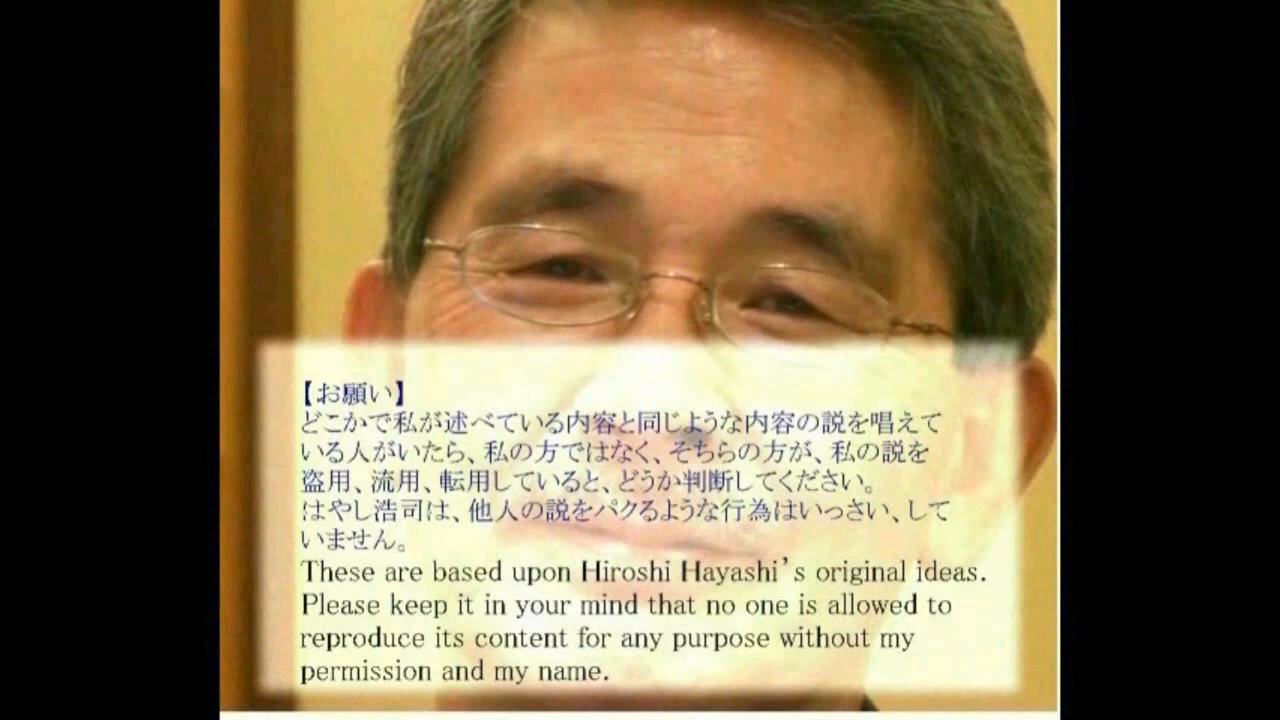 【お願い】
どこかで私が述べている内容と同じような内容の説を唱えて
いる人がいたら、私の方ではなく、そちらの方が、私の説を
盗用、流用、転用していると、どうか判断してください。
はやし浩司は、他人の説をパクるような行為はいっさい、して
いません。
These are based upon Hiroshi Hayashi’s original ideas.
Please keep it in your mind that no one is allowed to
reproduce its content for any purpose without my
permission and my name.